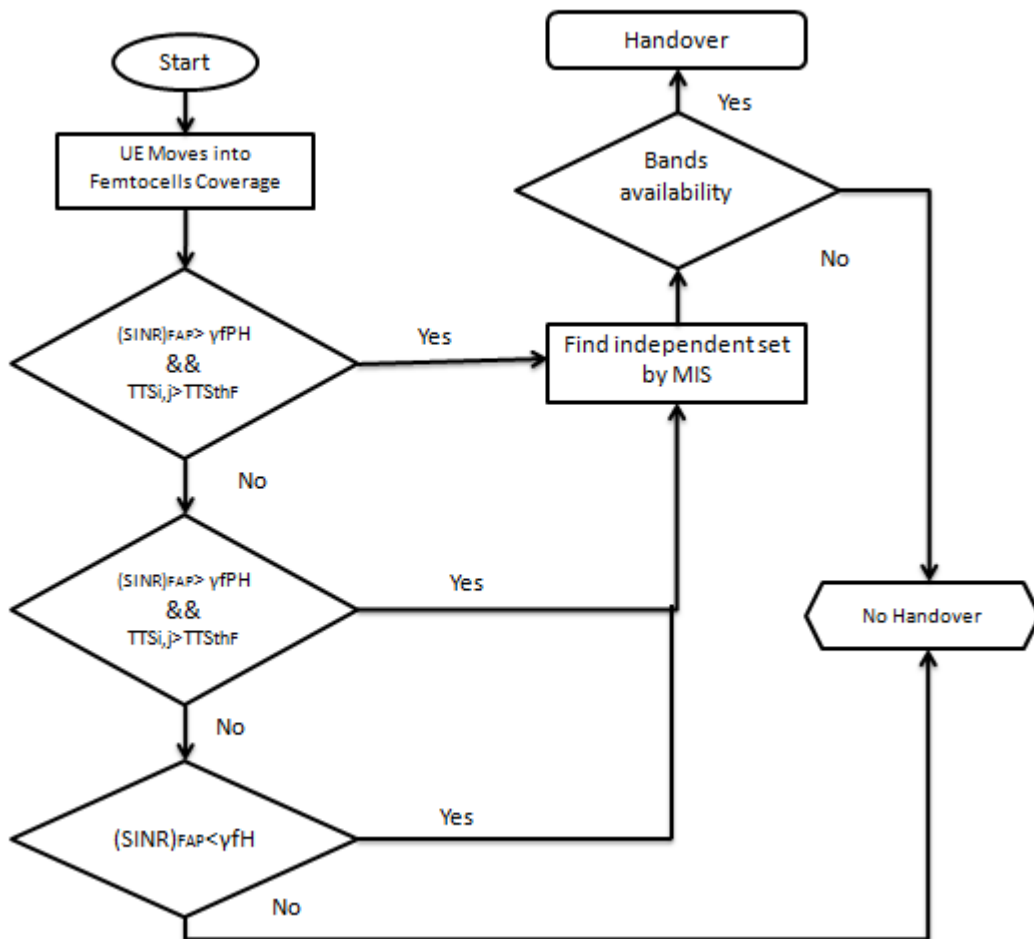 Start
UE Moves into
Femtocells Coverage
(SINR)FAP> γfPH
&&
TTSi,j>TTSthF
Yes
No
(SINR)FAP> γfPH
&&
TTSi,j>TTSthF
Yes
No
(SINR)FAP<γfH
Yes
No
Find independent set
by MIS
Bands
availability
Yes
No
Handover
No Handover